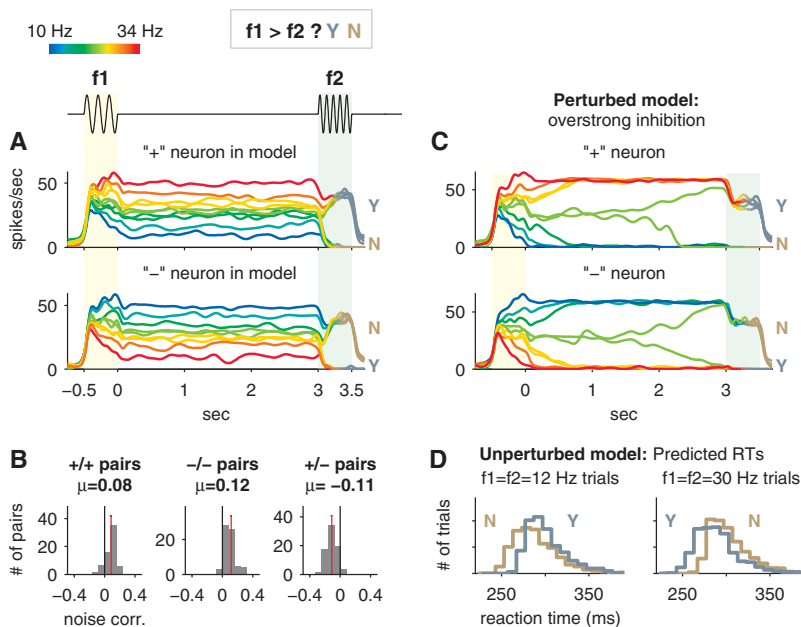 10 Hz 34 Hz
f1 > f2 ? Y N
f1 f2
Perturbed model:
overstrong inhibition
A
"+" neuron in model
spikes/sec
50
0
Y
N
"−" neuron in model
50
0
N
Y
−0.5 0 1 2 3 3.5
sec
C
"+" neuron
50
0
Y
N
"−" neuron
50
0
N
Y
0 1 2 3
sec
B
+/+ pairs
μ=0.08
−/− pairs
μ=0.12
+/− pairs
μ= −0.11
# of pairs
40
20
0
20
0
40
20
0
−0.4 0 0.4
−0.4 0 0.4
−0.4 0 0.4
noise corr.
D
Unperturbed model: Predicted RTs
f1=f2=12 Hz trials
f1=f2=30 Hz trials
# of trials
N Y
Y N
250 350
250 350
reaction time (ms)